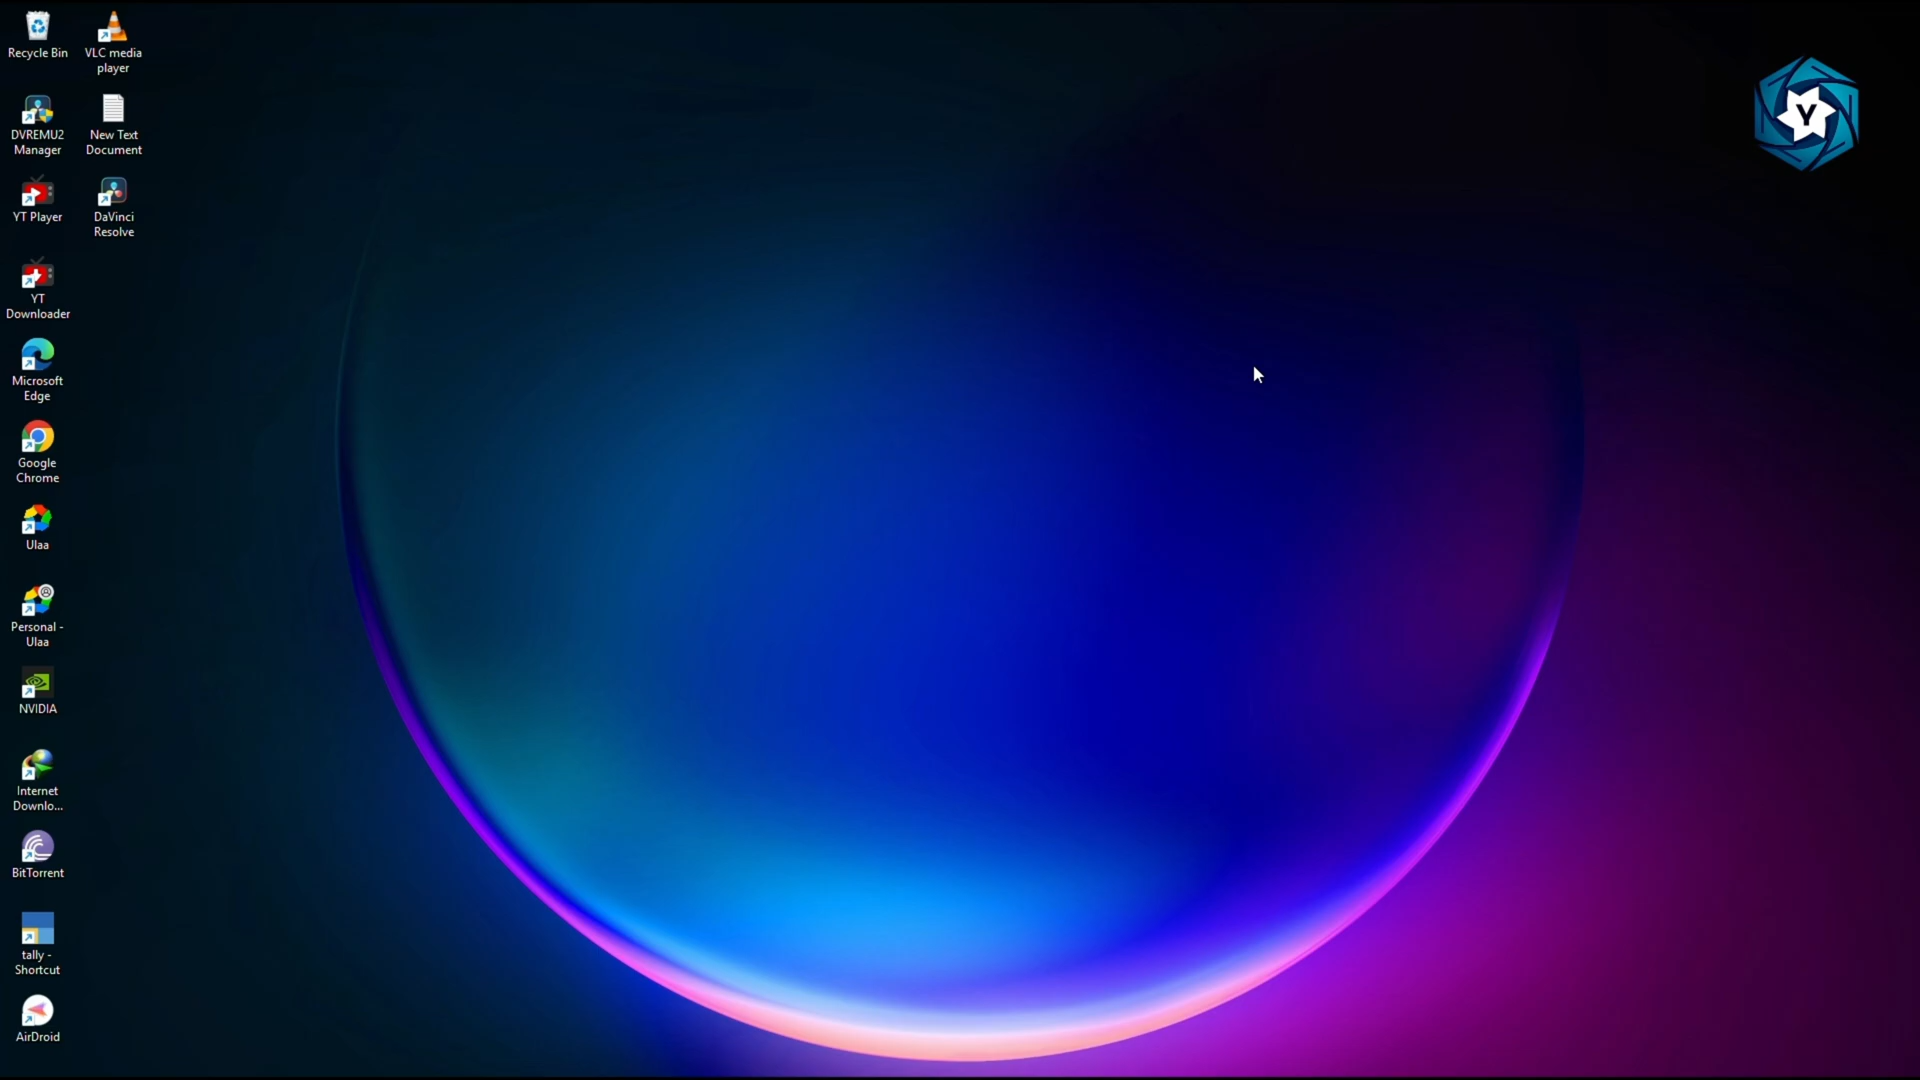 Recycle Bin
VLC media
player
DVREMU2
Manager
New Text
Document
YT Player
DaVinci
Resolve
YT
Downloader
Microsoft
Edge
Google
Chrome
Ulaa
Personal -
Ulaa
NVIDIA
Internet
Downlo...
BitTorrent
tally -
Shortcut
AirDroid
Y